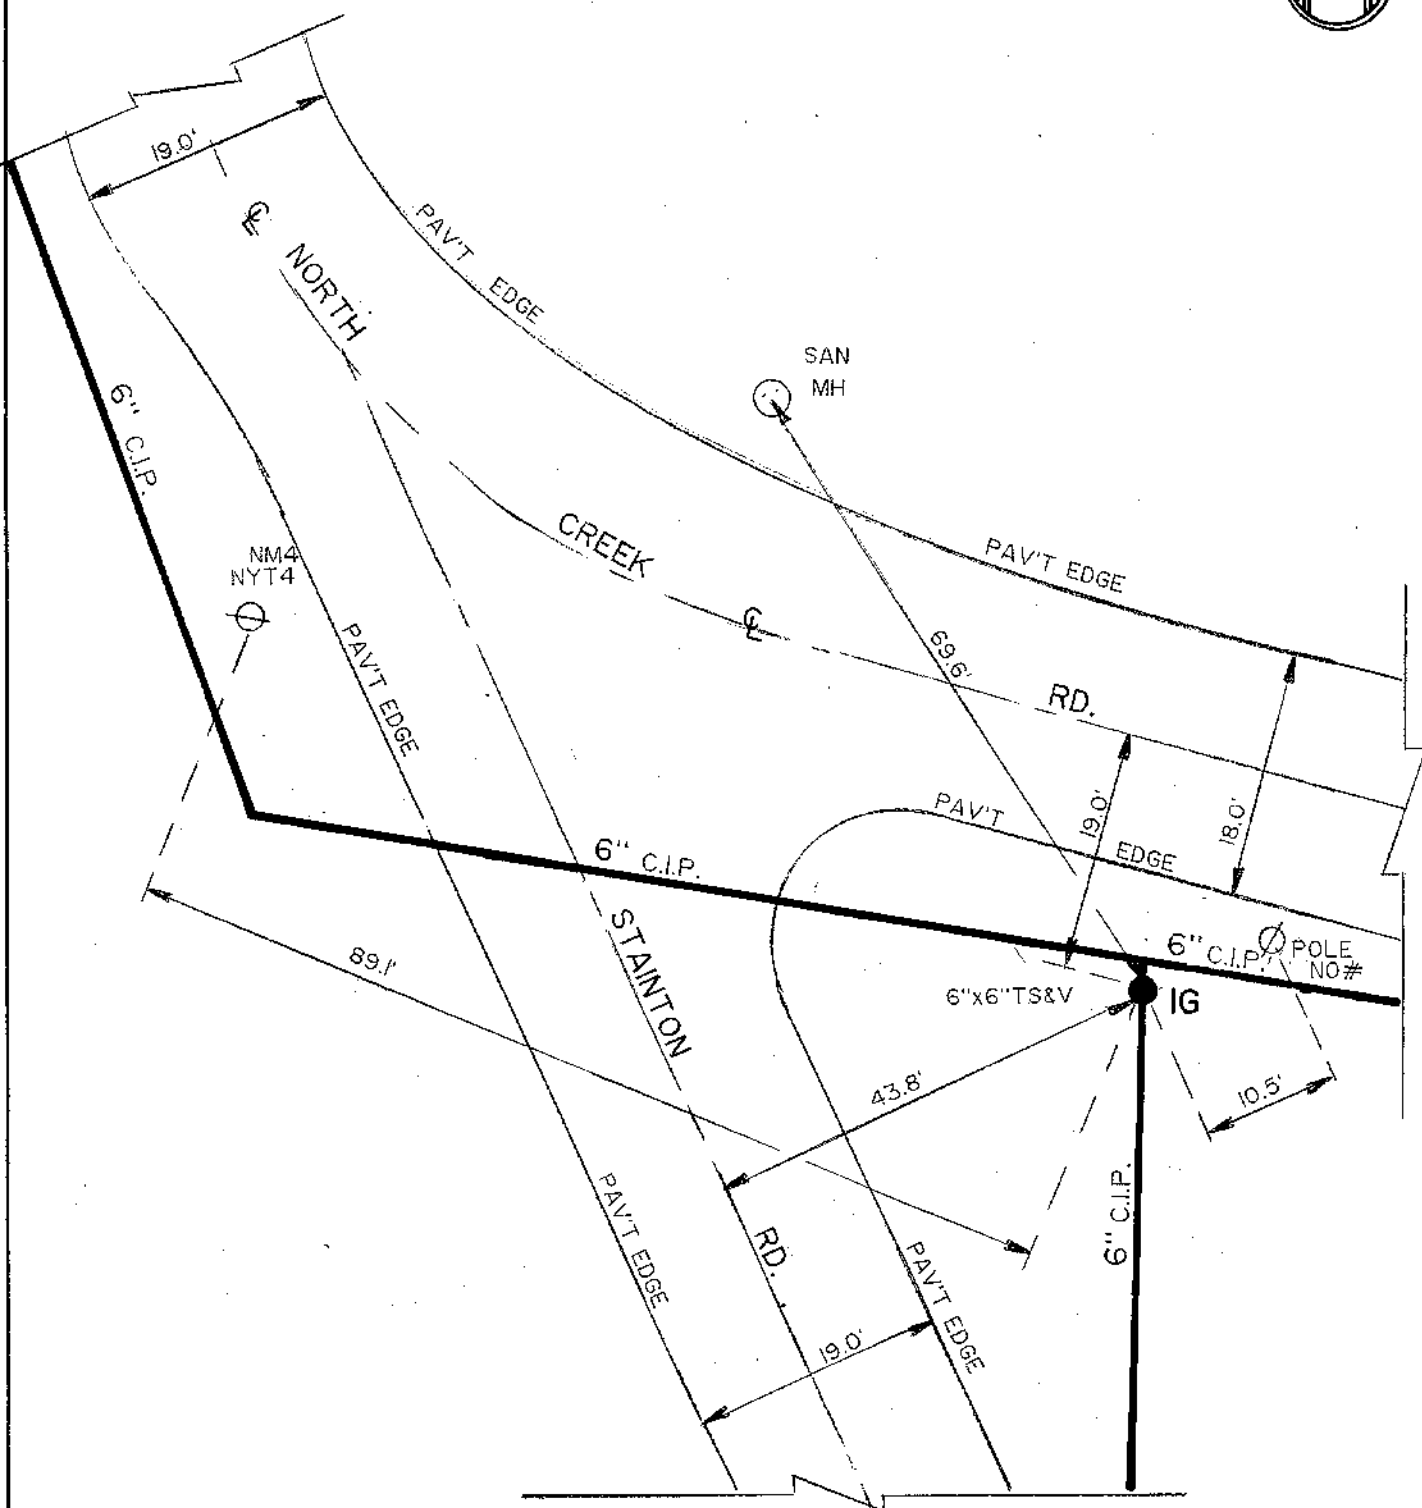 19.0'
℄
NORTH
PAV'T EDGE
SAN
MH
6" C.I.P.
CREEK
℄
PAV'T EDGE
NM4
NYT4
PAV'T EDGE
69.6'
RD.
19.0'
18.0'
PAV'T EDGE
6" C.I.P.
STAINTON
89.1'
6" C.I.P.
POLE
NO#
6"x6"TS&V
IG
43.8'
10.5'
6" C.I.P.
PAV'T EDGE
RD.
PAV'T EDGE
19.0'